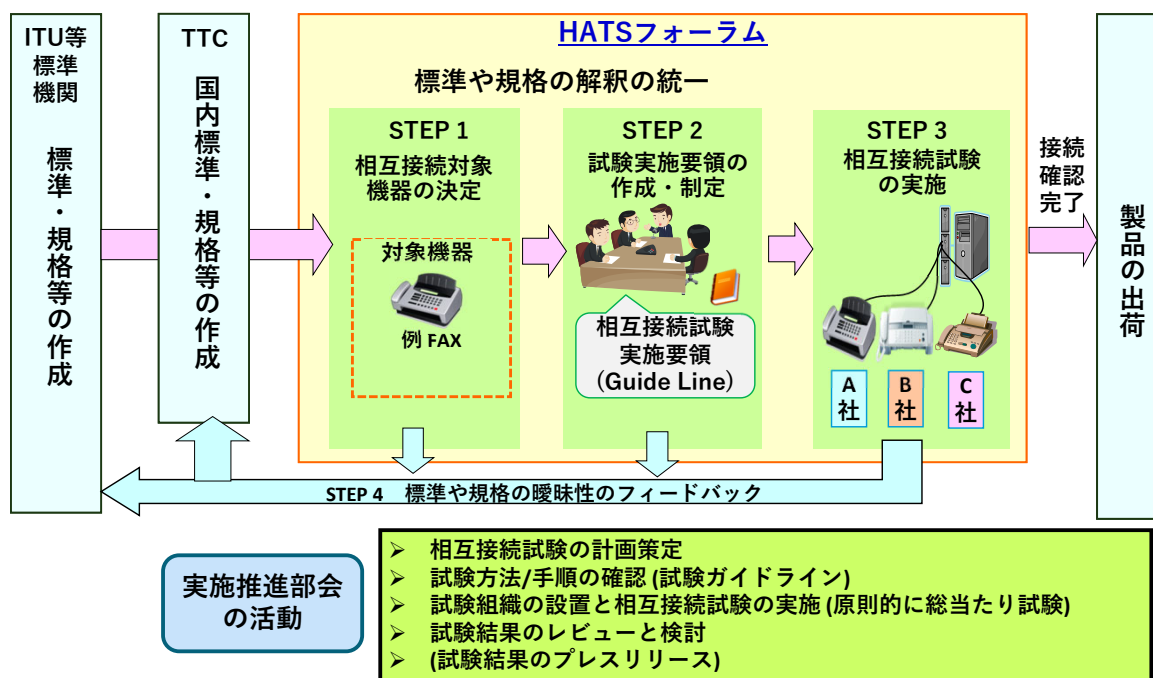 ITU等
標準
機関
標準・規格等の作成
TTC
国内標準・規格等の作成
HATSフォーラム
標準や規格の解釈の統一
STEP 1
相互接続対象
機器の決定
対象機器
例 FAX
STEP 2
試験実施要領の
作成・制定
相互接続試験
実施要領
(Guide Line)
STEP 3
相互接続試験
の実施
A
社
B
社
C
社
接続
確認
完了
製品の出荷
STEP 4 標準や規格の曖昧性のフィードバック
実施推進部会
の活動
➢ 相互接続試験の計画策定
➢ 試験方法/手順の確認 (試験ガイドライン)
➢ 試験組織の設置と相互接続試験の実施 (原則的に総当たり試験)
➢ 試験結果のレビューと検討
➢ (試験結果のプレスリリース)